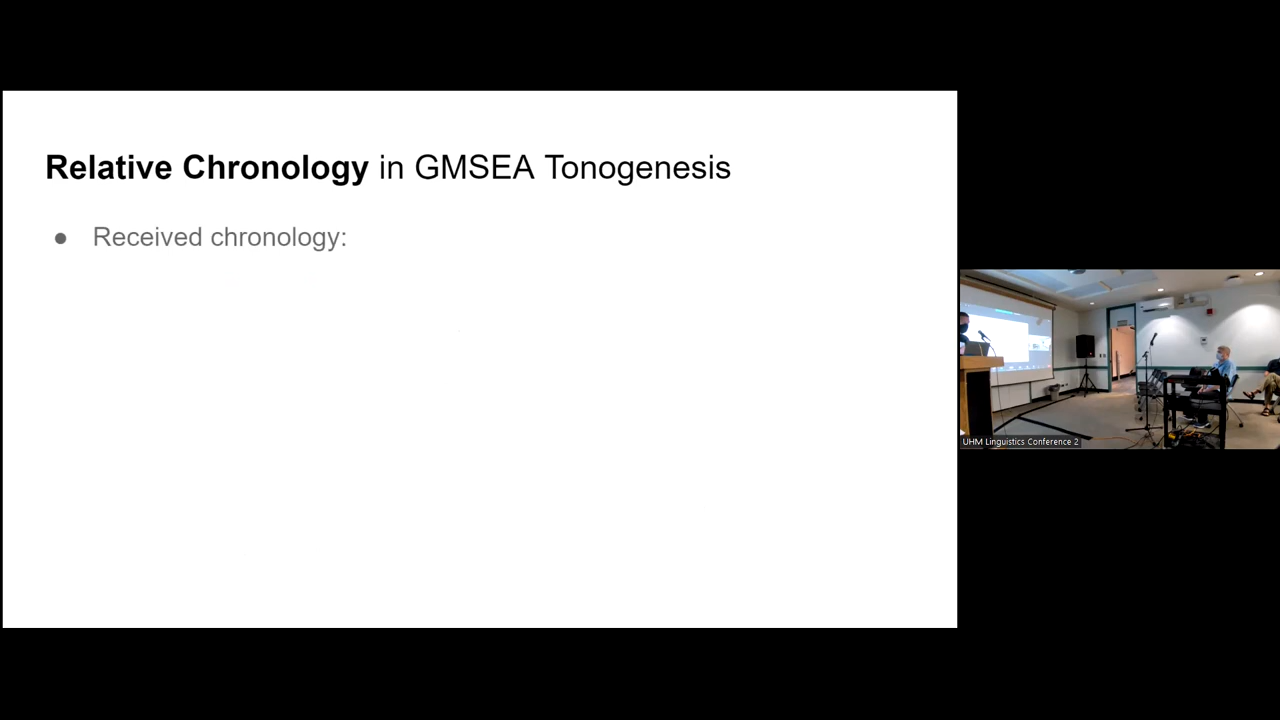 Relative Chronology in GMSEA Tonogenesis
● Received chronology:
UHM Linguistics Conference 2